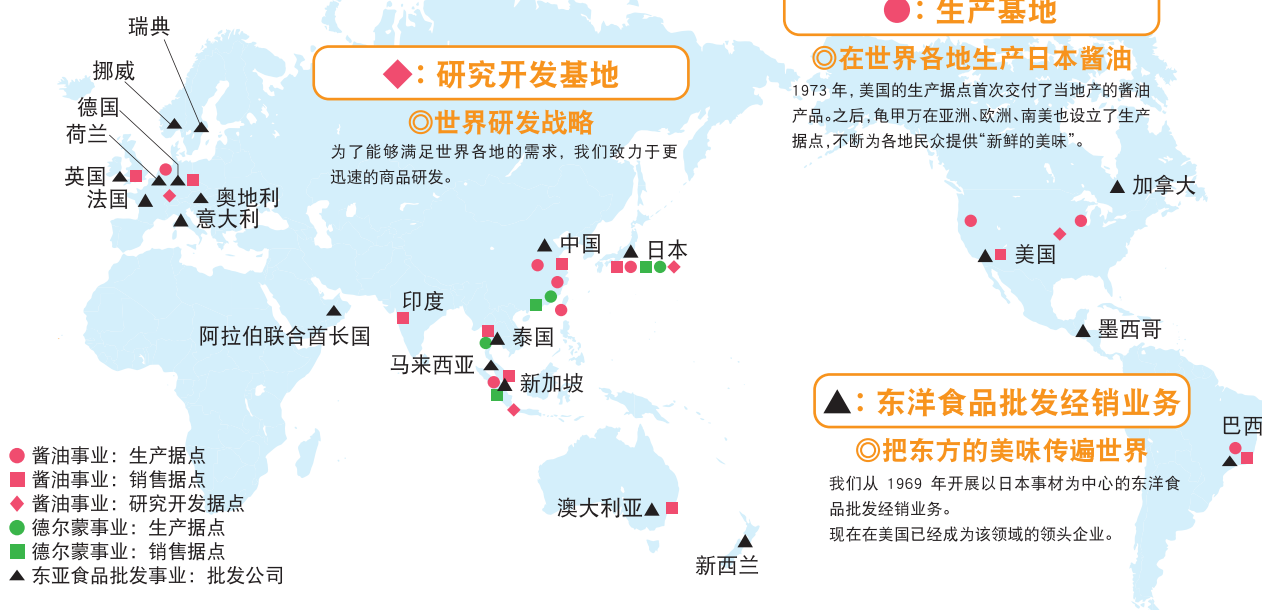 ●：生产基地
◎在世界各地生产日本酱油
1973年，美国的生产据点首次交付了当地产的酱油
产品。之后，龟甲万在亚洲、欧洲、南美也设立了生产
据点，不断为各地民众提供“新鲜的美味”。
◆：研究开发基地
◎世界研发战略
为了能够满足世界各地的需求，我们致力于更
迅速的商品研发。
瑞典
挪威
德国
荷兰
英国
法国
奥地利
意大利
中国
日本
印度
阿拉伯联合酋长国
泰国
马来西亚
新加坡
澳大利亚
新西兰
加拿大
美国
墨西哥
巴西
▲：东洋食品批发经销业务
◎把东方的美味传遍世界
我们从 1969 年开展以日本事材为中心的东洋食
品批发经销业务。
现在在美国已经成为该领域的领头企业。
酱油事业：生产据点
酱油事业：销售据点
酱油事业：研究开发据点
德尔蒙事业：生产据点
德尔蒙事业：销售据点
东亚食品批发事业：批发公司